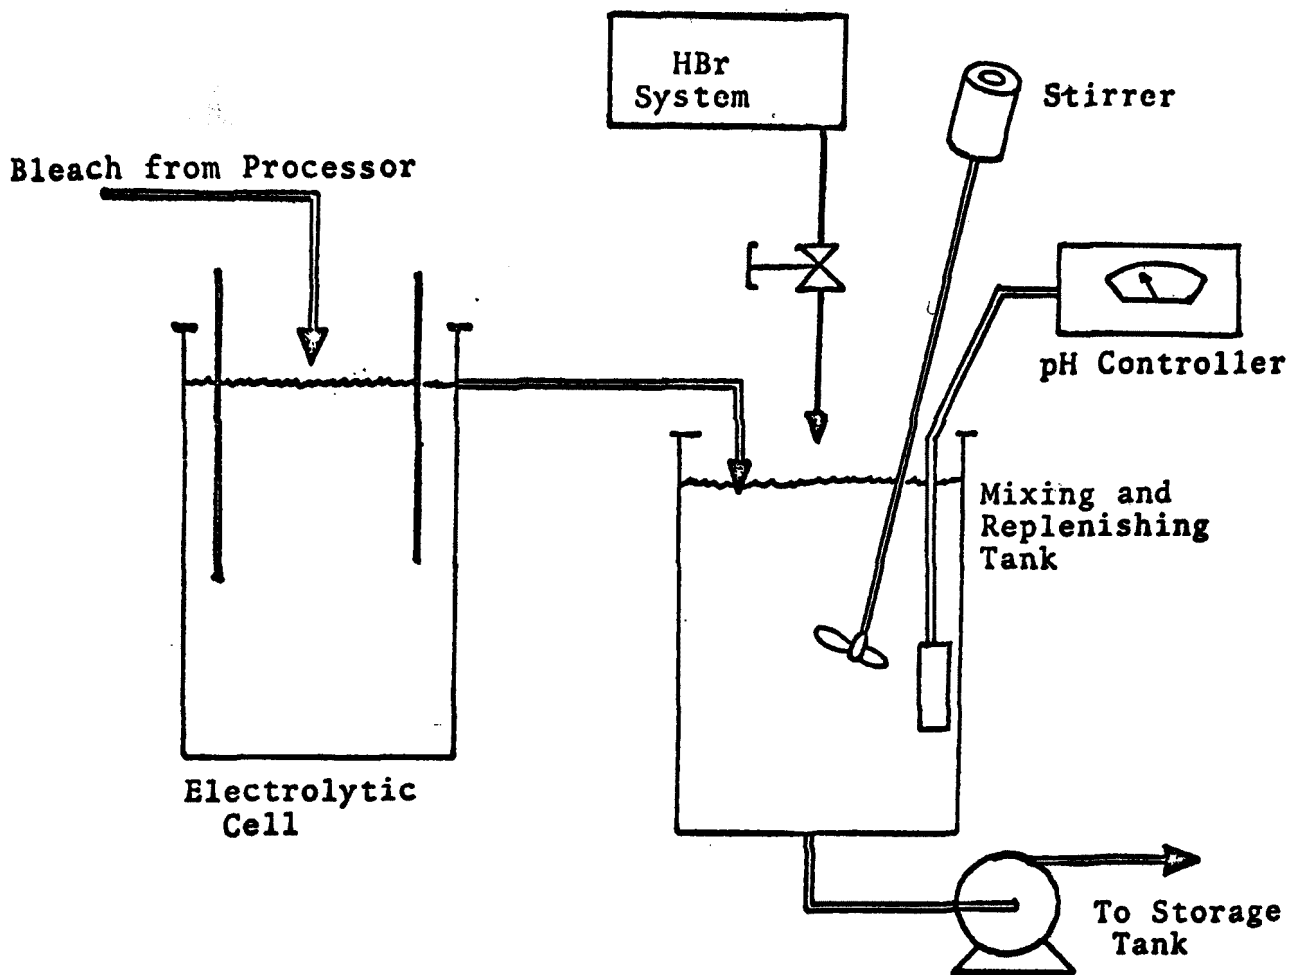 HBr
System
Stirrer
Bleach from Processor
pH Controller
Mixing and
Replenishing
Tank
Electrolytic
Cell
To Storage
Tank